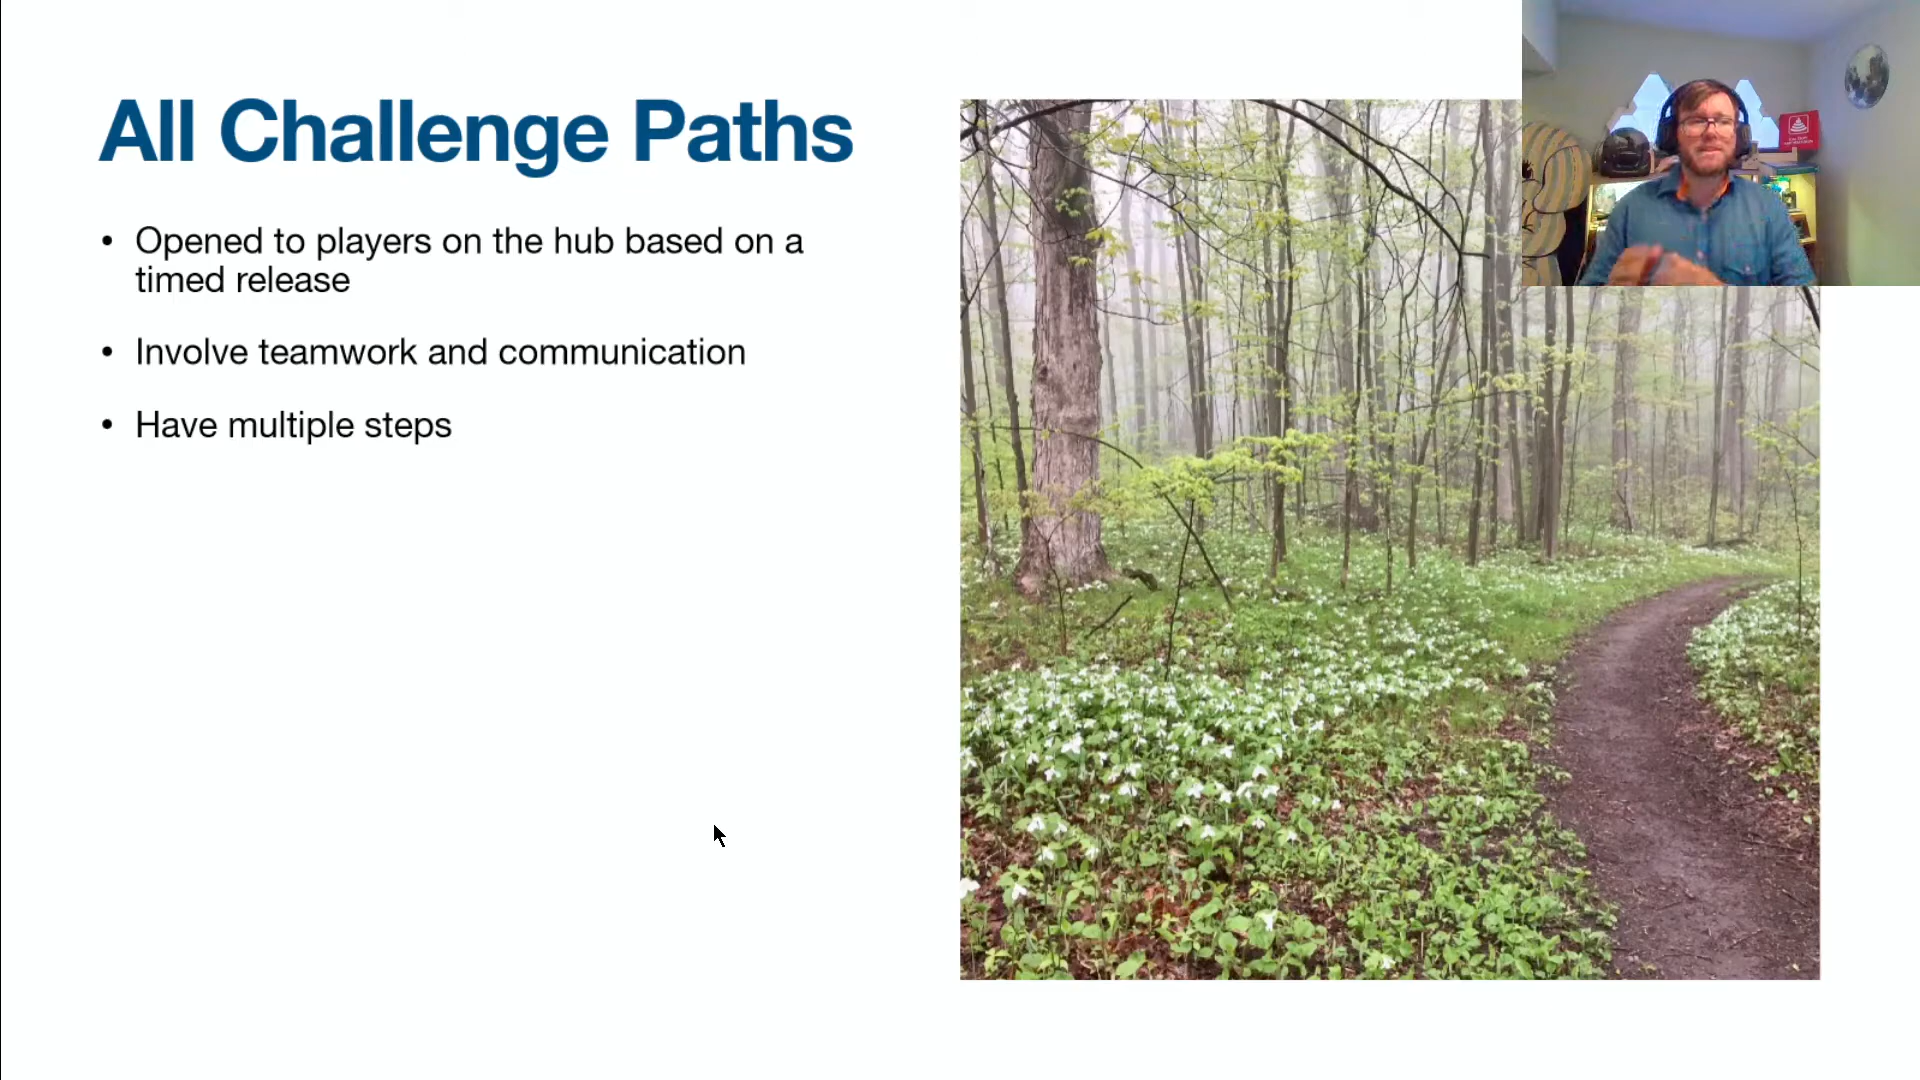 All Challenge Paths
• Opened to players on the hub based on a
timed release
• Involve teamwork and communication
• Have multiple steps